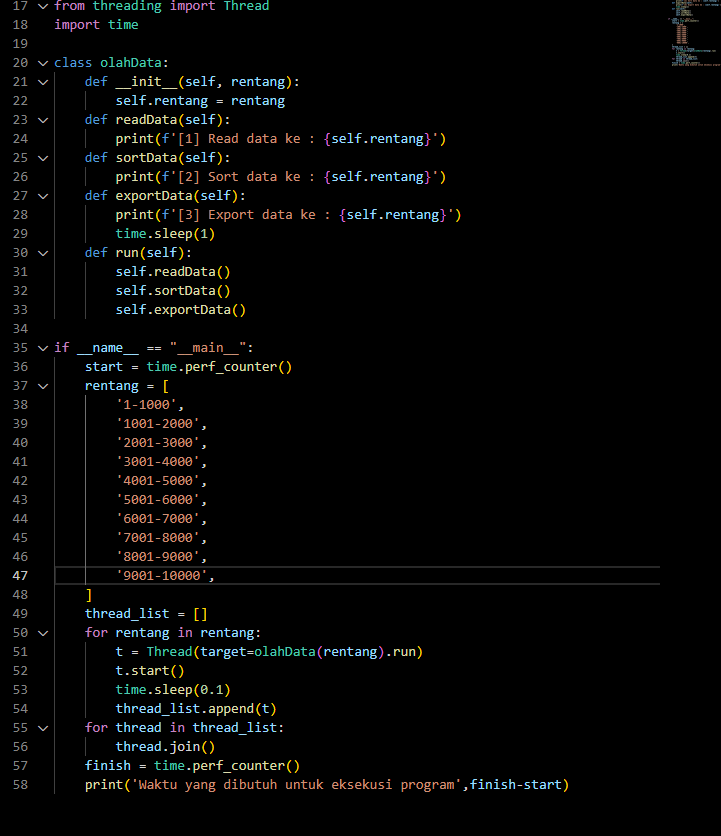 17 from threading import Thread
18 import time
19
20 class olahData:
21     def __init__(self, rentang):
22         self.rentang = rentang
23     def readData(self):
24         print(f'[1] Read data ke : {self.rentang}')
25     def sortData(self):
26         print(f'[2] Sort data ke : {self.rentang}')
27     def exportData(self):
28         print(f'[3] Export data ke : {self.rentang}')
29         time.sleep(1)
30     def run(self):
31         self.readData()
32         self.sortData()
33         self.exportData()
34
35 if __name__ == "__main__":
36     start = time.perf_counter()
37     rentang = [
38         '1-1000',
39         '1001-2000',
40         '2001-3000',
41         '3001-4000',
42         '4001-5000',
43         '5001-6000',
44         '6001-7000',
45         '7001-8000',
46         '8001-9000',
47         '9001-10000',
48     ]
49     thread_list = []
50     for rentang in rentang:
51         t = Thread(target=olahData(rentang).run)
52         t.start()
53         time.sleep(0.1)
54         thread_list.append(t)
55     for thread in thread_list:
56         thread.join()
57     finish = time.perf_counter()
58     print('Waktu yang dibutuh untuk eksekusi program',finish-start)